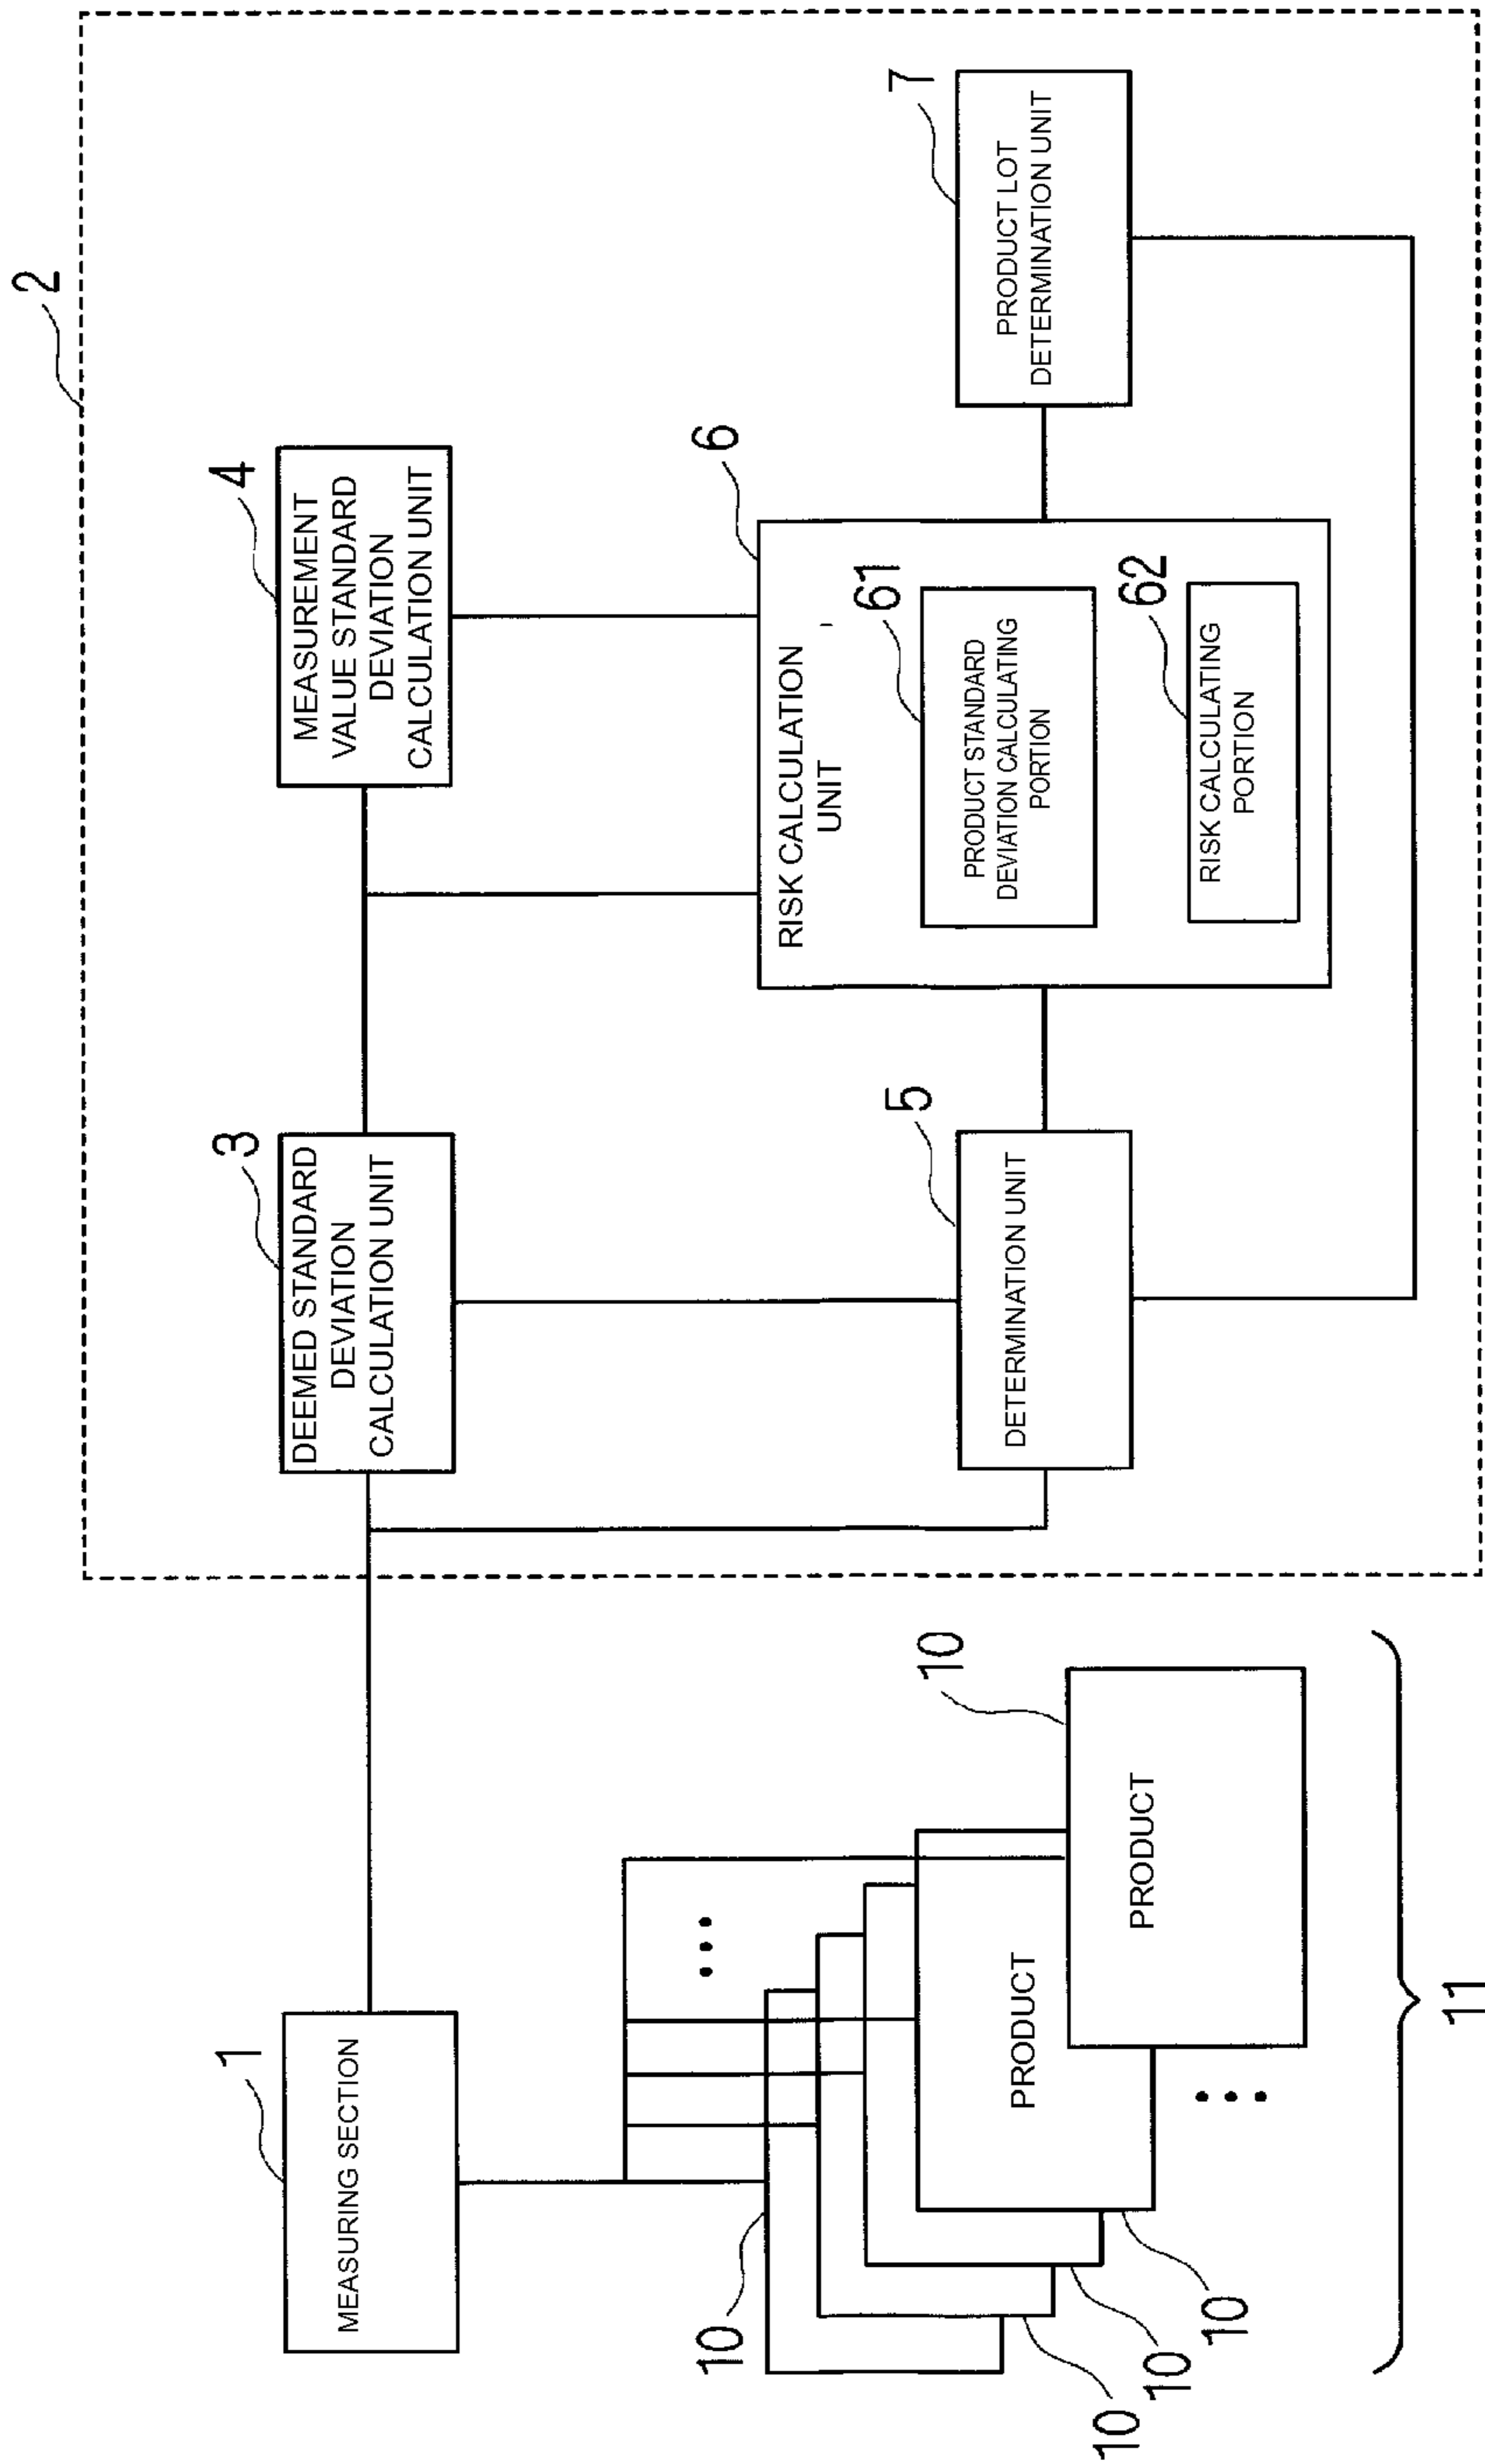 2
1
MEASURING SECTION
3
DEEMED STANDARD
DEVIATION
CALCULATION UNIT
4
MEASUREMENT
VALUE STANDARD
DEVIATION
CALCULATION UNIT
5
DETERMINATION UNIT
6
RISK CALCULATION
UNIT
61
PRODUCT STANDARD
DEVIATION CALCULATING
PORTION
62
RISK CALCULATING
PORTION
7
PRODUCT LOT
DETERMINATION UNIT
10
10
10
10
10
PRODUCT
PRODUCT
11